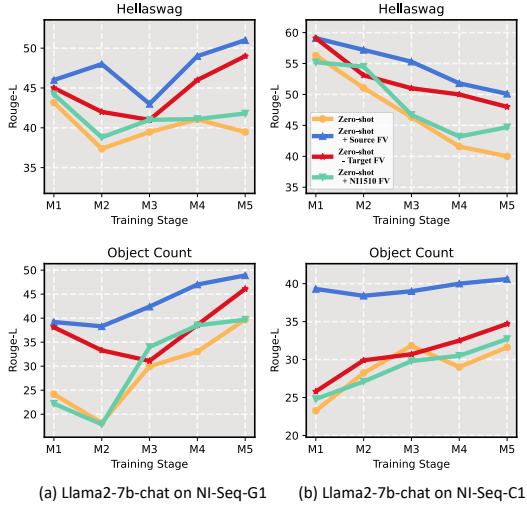 Hellaswag
Rouge-L
50
45
40
35
M1 M2 M3 M4 M5
Training Stage
Hellaswag
Rouge-L
60
55
50
45
40
35
Zero-shot
Zero-shot
+ Source FV
Zero-shot
- Target FV
Zero-shot
+ NI1510 FV
M1 M2 M3 M4 M5
Training Stage
Object Count
Rouge-L
50
45
40
35
30
25
20
M1 M2 M3 M4 M5
Training Stage
Object Count
Rouge-L
40
35
30
25
20
M1 M2 M3 M4 M5
Training Stage
(a) Llama2-7b-chat on NI-Seq-G1
(b) Llama2-7b-chat on NI-Seq-C1